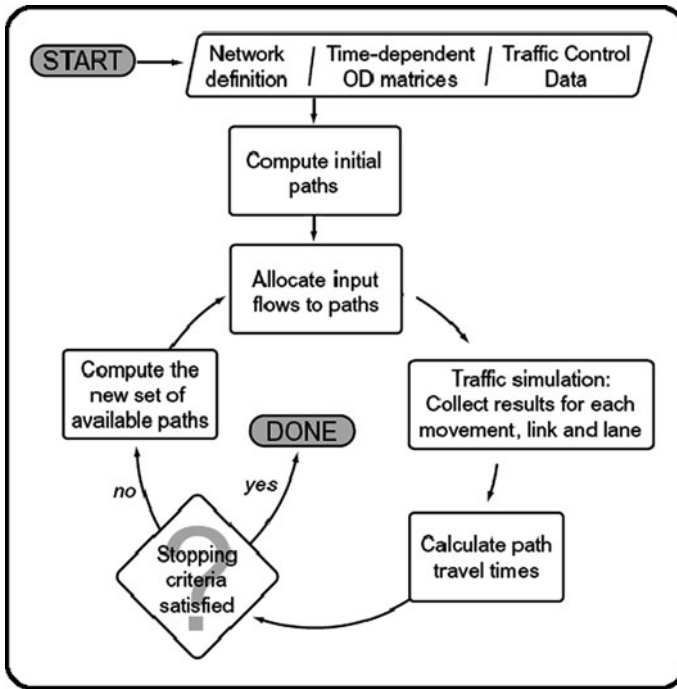 START
Network
definition
/
Time-dependent
OD matrices
/
Traffic Control
Data
Compute initial
paths
Allocate input
flows to paths
Compute the
new set of
available paths
Traffic simulation:
Collect results for each
movement, link and lane
DONE
no
yes
?
Stopping
criteria
satisfied
Calculate path
travel times